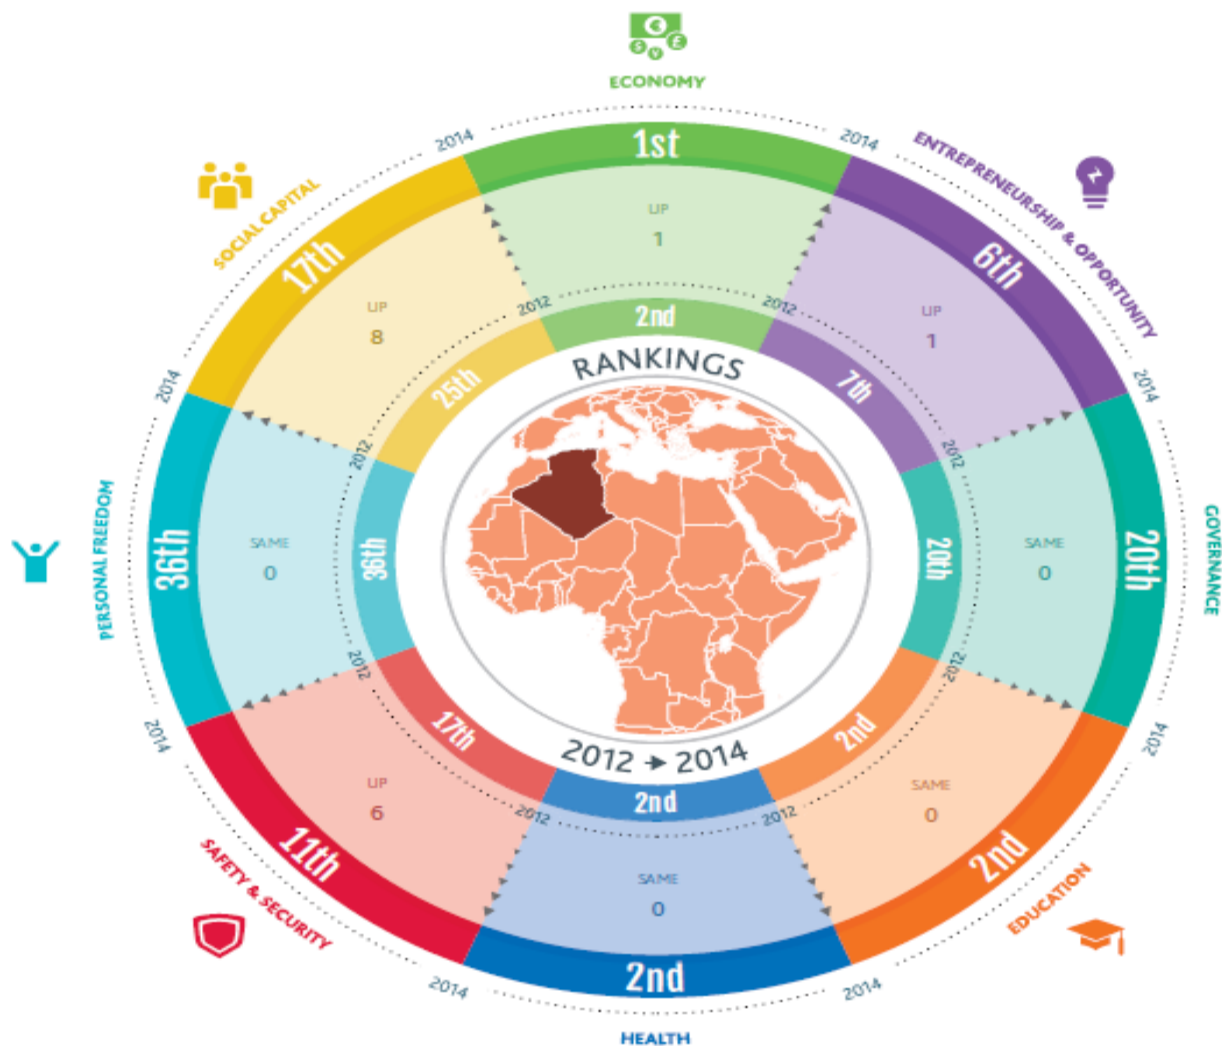 ECONOMY
2014
1st
2014
UP
1
2012
2nd
2012
ENTREPRENEURSHIP & OPPORTUNITY
6th
UP
1
7th
2014
2012
GOVERNANCE
20th
SAME
0
20th
2014
2012
EDUCATION
2nd
SAME
0
2nd
2014
2012
HEALTH
2nd
SAME
0
2nd
2014
2012
SAFETY & SECURITY
11th
UP
6
17th
2014
2012
PERSONAL FREEDOM
36th
SAME
0
36th
2014
2012
SOCIAL CAPITAL
17th
UP
8
25th
RANKINGS
2012 → 2014